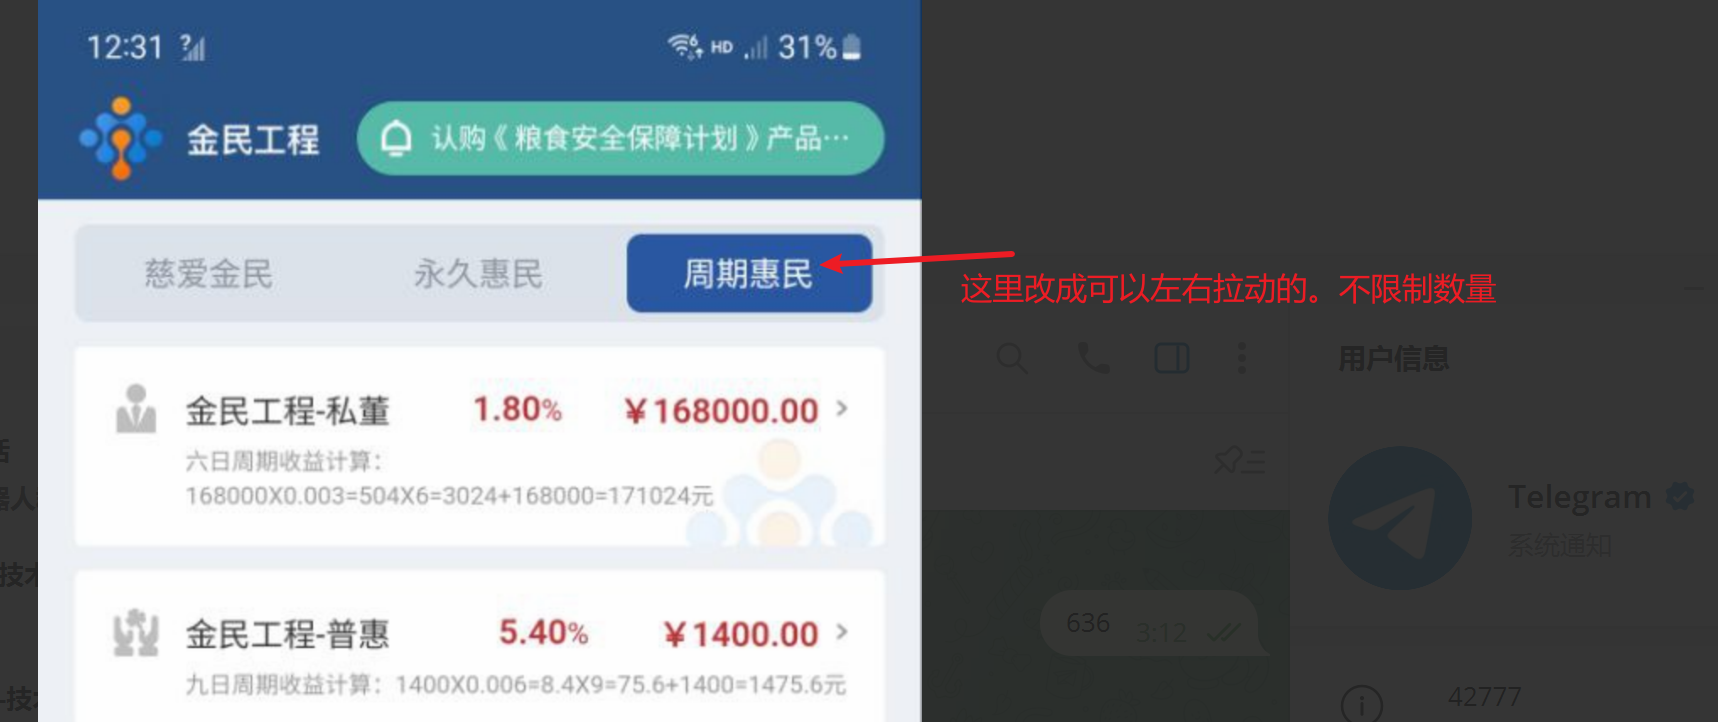 12:31
HD 31%
金民工程
认购《粮食安全保障计划》产品···
慈爱金民
永久惠民
周期惠民
这里改成可以左右拉动的。不限制数量
用户信息
金民工程-私董 1.80% ￥168000.00
六日周期收益计算：
168000X0.003=504X6=3024+168000=171024元
Telegram
系统通知
器人
技术
金民工程-普惠 5.40% ￥1400.00
九日周期收益计算：1400X0.006=8.4X9=75.6+1400=1475.6元
636 3:12
42777